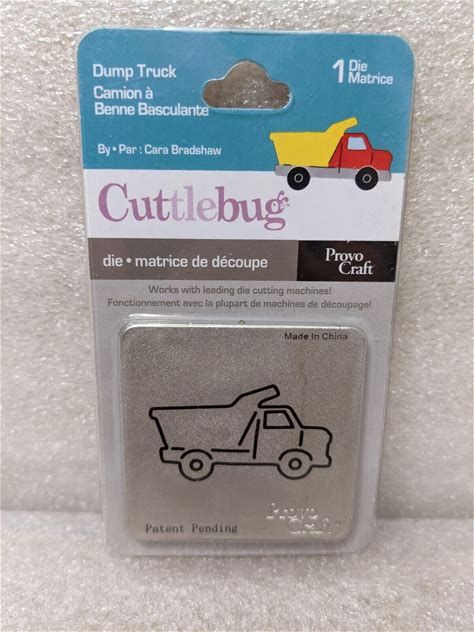 Dump Truck
Camion à
Benne Basculante
1 Die
Matrice
By • Par : Cara Bradshaw
Cuttlebug
die • matrice de découpe
Provo
Craft
Works with leading die cutting machines!
Fonctionnement avec la plupart de machines de découpage!
Made In China
Patent Pending
Provo
Craft